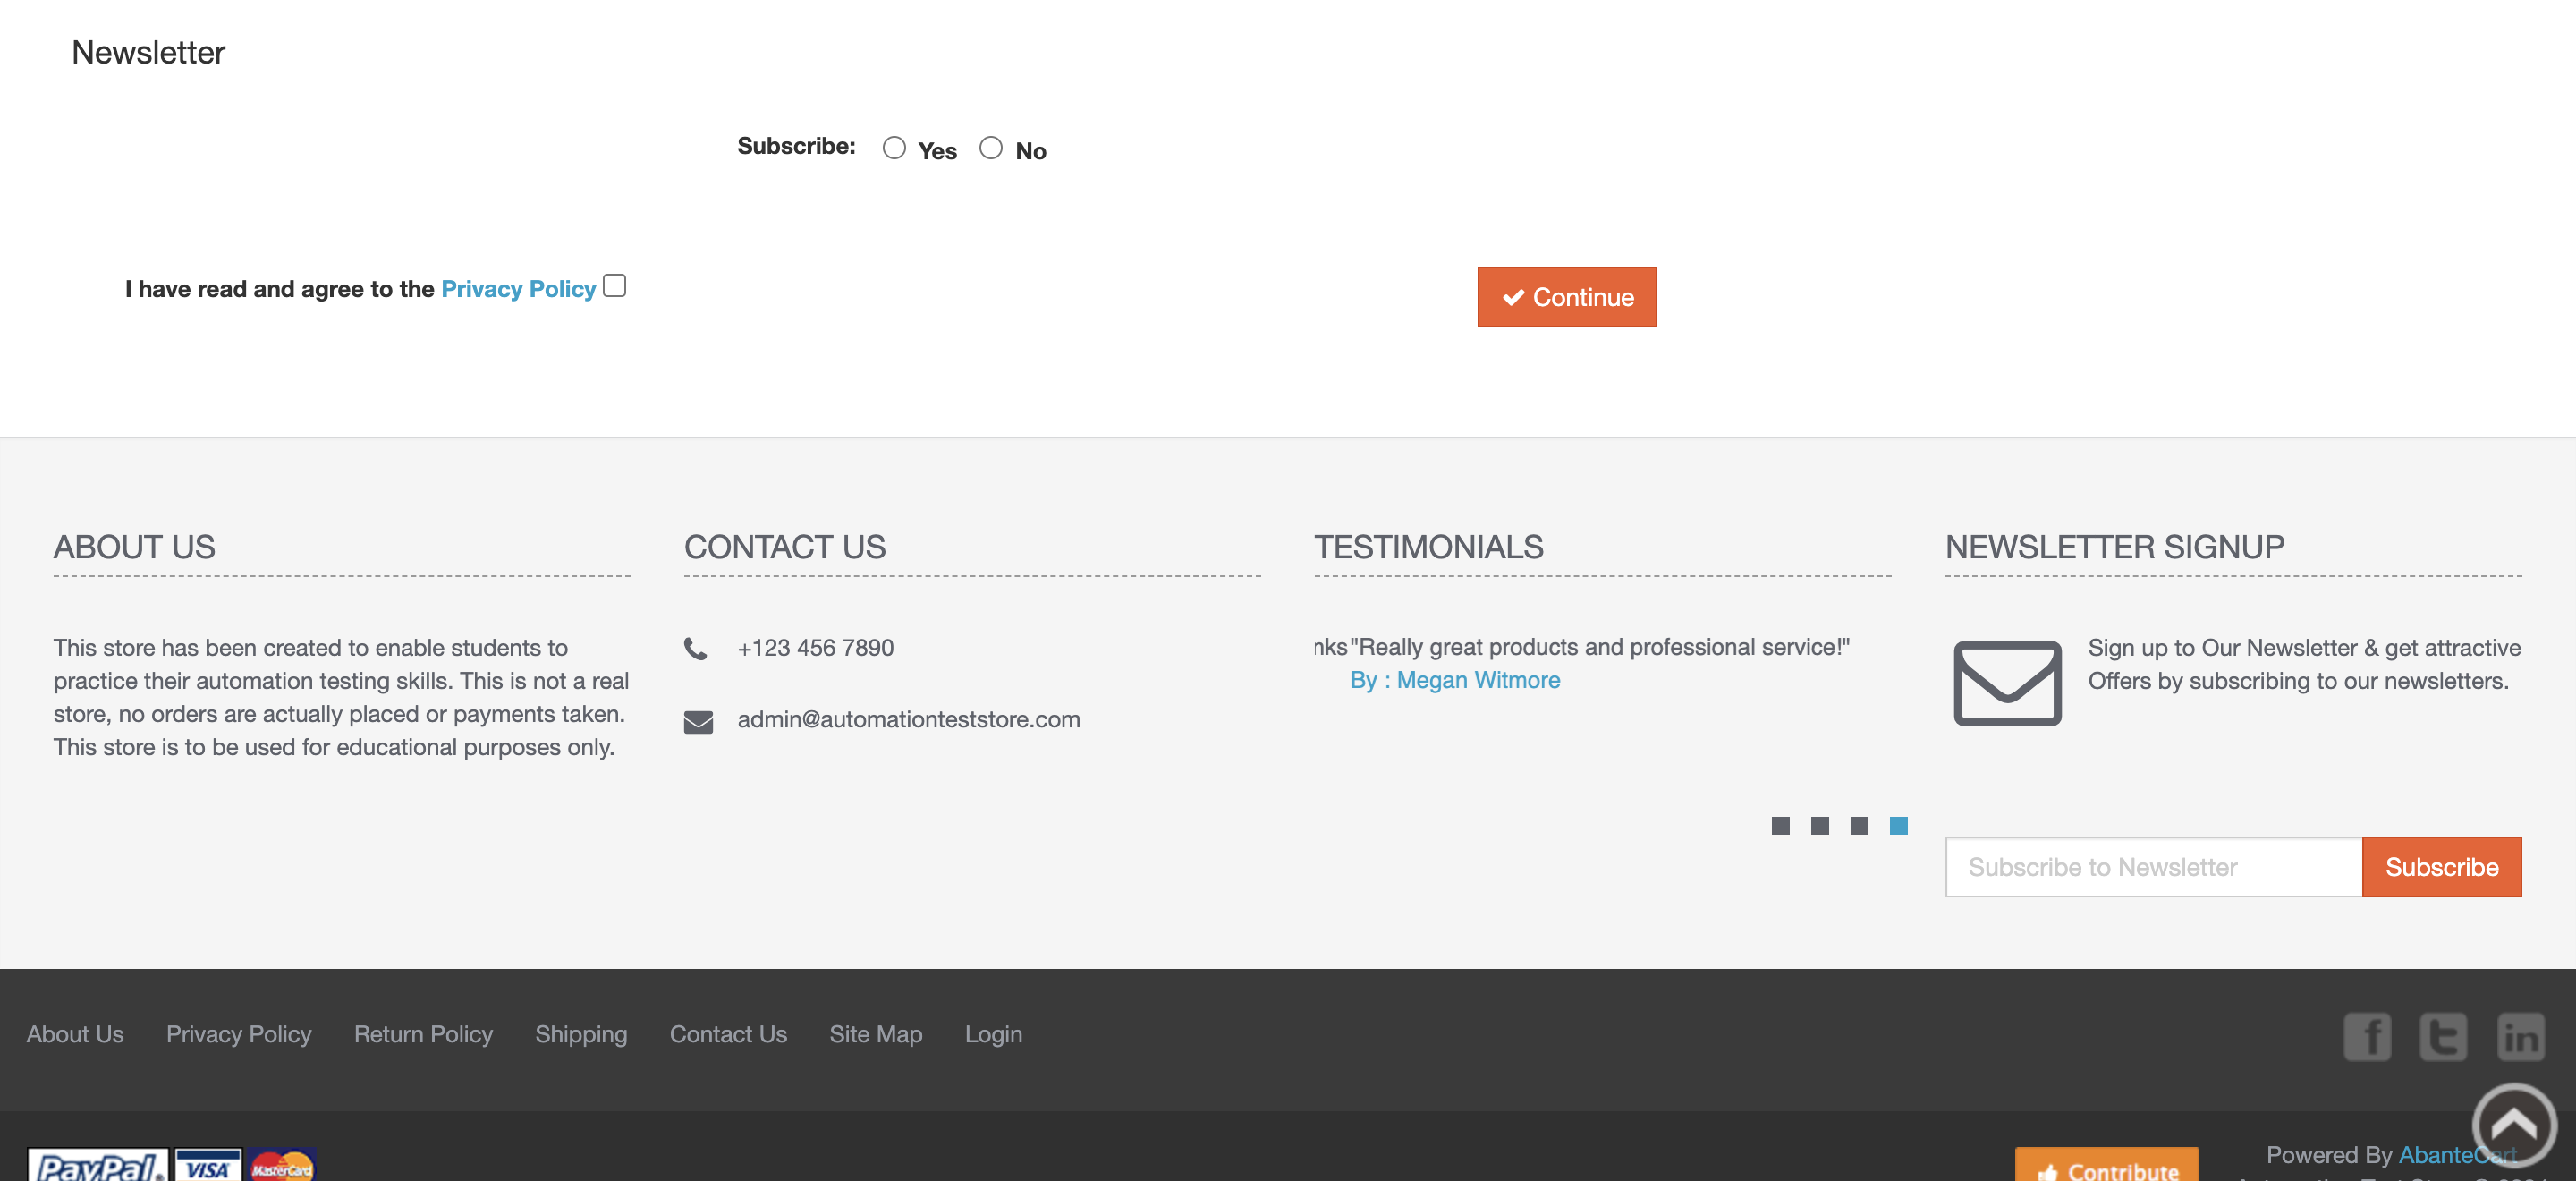 Newsletter
Subscribe: Yes No
I have read and agree to the Privacy Policy
Continue
ABOUT US
This store has been created to enable students to
practice their automation testing skills. This is not a real
store, no orders are actually placed or payments taken.
This store is to be used for educational purposes only.
CONTACT US
+123 456 7890
admin@automationteststore.com
TESTIMONIALS
nks "Really great products and professional service!"
By : Megan Witmore
NEWSLETTER SIGNUP
Sign up to Our Newsletter & get attractive
Offers by subscribing to our newsletters.
Subscribe to Newsletter Subscribe
About Us Privacy Policy Return Policy Shipping Contact Us Site Map Login
f t in
PayPal VISA MasterCard
Contribute
Powered By AbanteCart